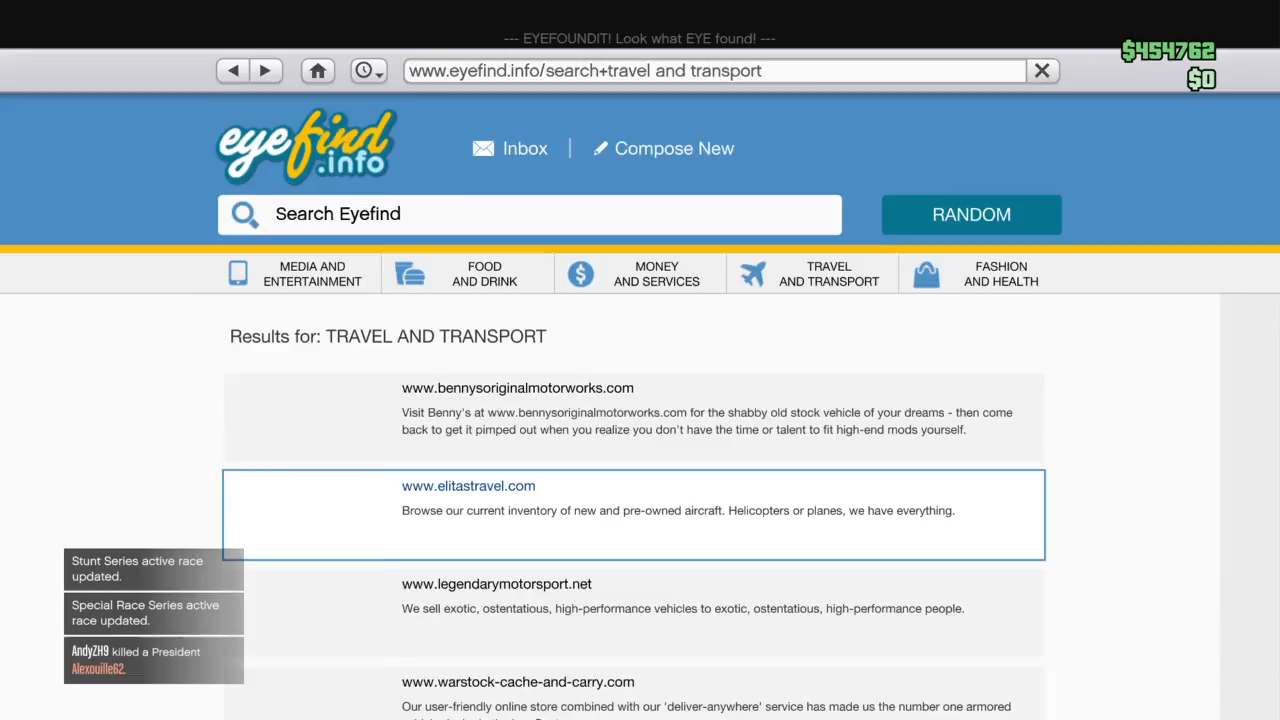 --- EYEFOUNDIT! Look what EYE found! ---
$454762
$0
www.eyefind.info/search+travel and transport
eyefind
.info
Inbox
Compose New
Search Eyefind
RANDOM
MEDIA AND
ENTERTAINMENT
FOOD
AND DRINK
MONEY
AND SERVICES
TRAVEL
AND TRANSPORT
FASHION
AND HEALTH
Results for: TRAVEL AND TRANSPORT
www.bennysoriginalmotorworks.com
Visit Benny's at www.bennysoriginalmotorworks.com for the shabby old stock vehicle of your dreams - then come
back to get it pimped out when you realize you don't have the time or talent to fit high-end mods yourself.
www.elitastravel.com
Browse our current inventory of new and pre-owned aircraft. Helicopters or planes, we have everything.
www.legendarymotorsport.net
We sell exotic, ostentatious, high-performance vehicles to exotic, ostentatious, high-performance people.
www.warstock-cache-and-carry.com
Our user-friendly online store combined with our 'deliver-anywhere' service has made us the number one armored
Stunt Series active race
updated.
Special Race Series active
race updated.
AndyZH9 killed a President
Alexouille62.